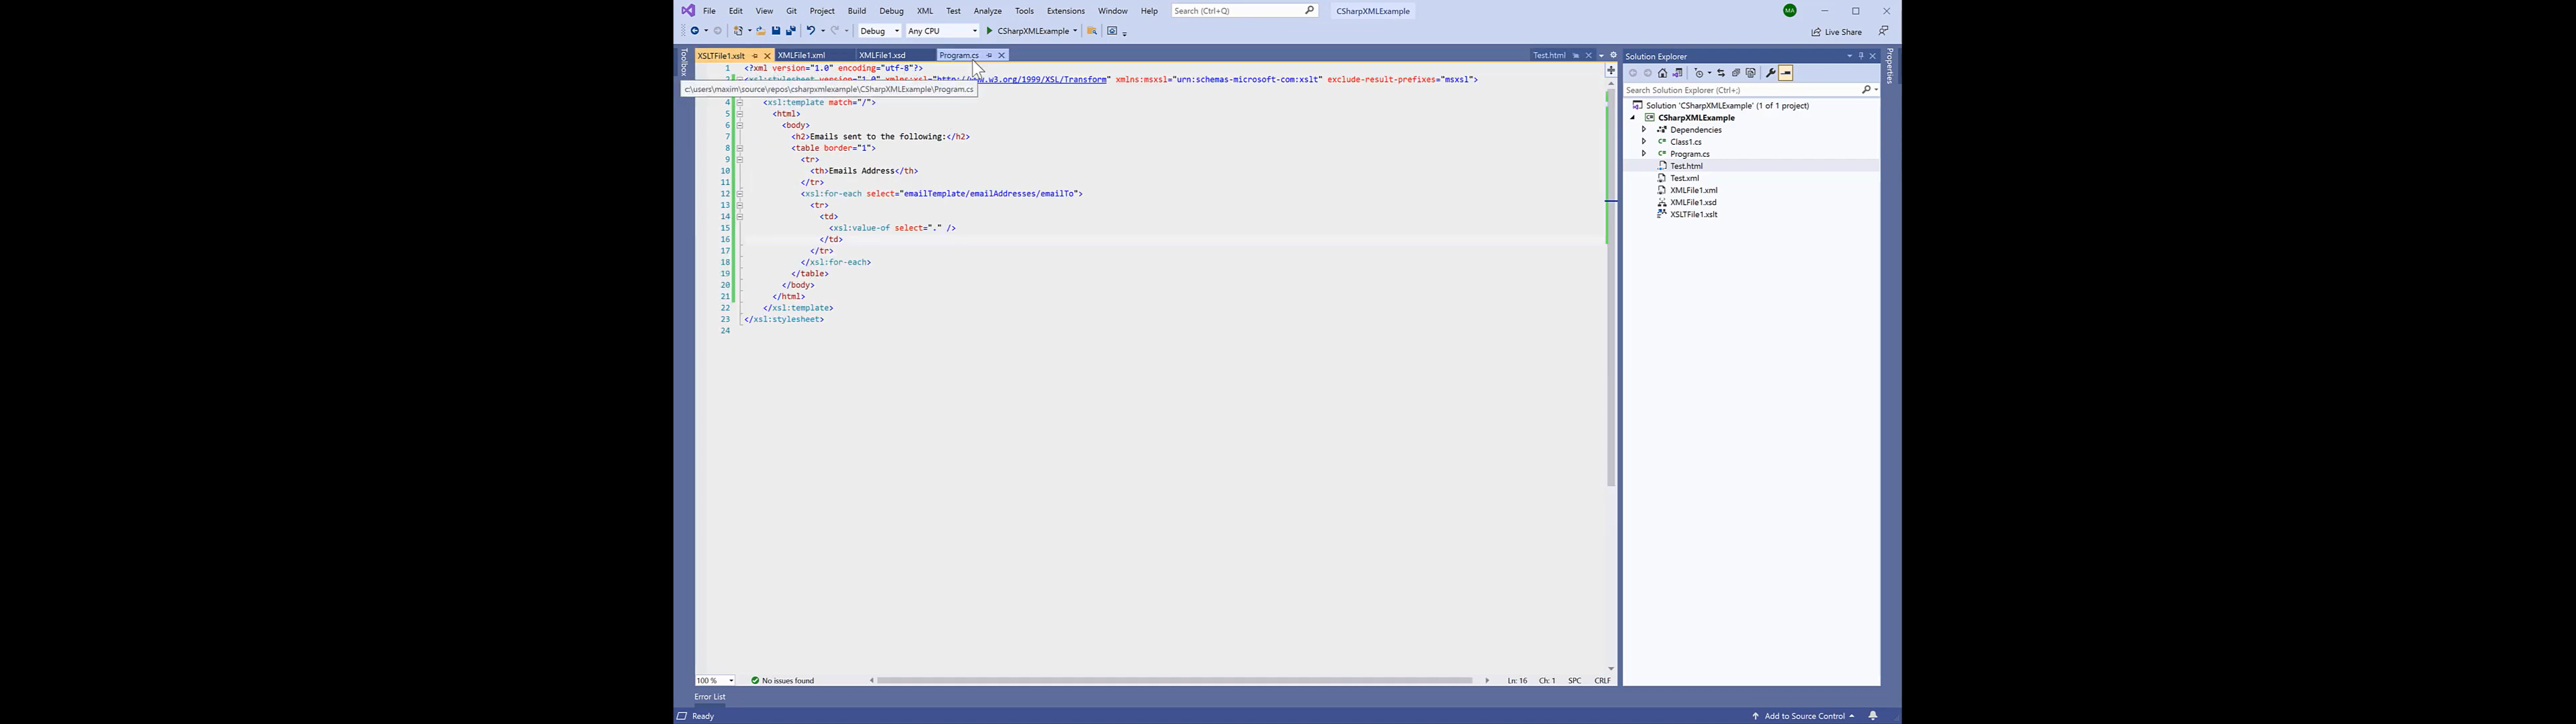 File Edit View Git Project Build Debug XML Test Analyze Tools Extensions Window Help Search (Ctrl+Q) CSharpXMLExample MA
Debug Any CPU CSharpXMLExample Live Share
Toolbox
XSLTFile1.xslt XMLFile1.xml XMLFile1.xsd Program.cs Test.html
1 <?xml version="1.0" encoding="utf-8"?>
<xsl:stylesheet version="1.0" xmlns:xsl="http://www.w3.org/1999/XSL/Transform" xmlns:msxsl="urn:schemas-microsoft-com:xslt" exclude-result-prefixes="msxsl">
c:\users\maxim\source\repos\csharpxmlexample\CSharpXMLExample\Program.cs
4 <xsl:template match="/">
5 <html>
6 <body>
7 <h2>Emails sent to the following:</h2>
8 <table border="1">
9 <tr>
10 <th>Emails Address</th>
11 </tr>
12 <xsl:for-each select="emailTemplate/emailAddresses/emailTo">
13 <tr>
14 <td>
15 <xsl:value-of select="." />
16 </td>
17 </tr>
18 </xsl:for-each>
19 </table>
20 </body>
21 </html>
22 </xsl:template>
23 </xsl:stylesheet>
24
100 % No issues found Ln: 16 Ch: 1 SPC CRLF
Solution Explorer
Search Solution Explorer (Ctrl+;)
Solution 'CSharpXMLExample' (1 of 1 project)
CSharpXMLExample
Dependencies
Class1.cs
Program.cs
Test.html
Test.xml
XMLFile1.xml
XMLFile1.xsd
XSLTFile1.xslt
Properties
Error List
Ready Add to Source Control